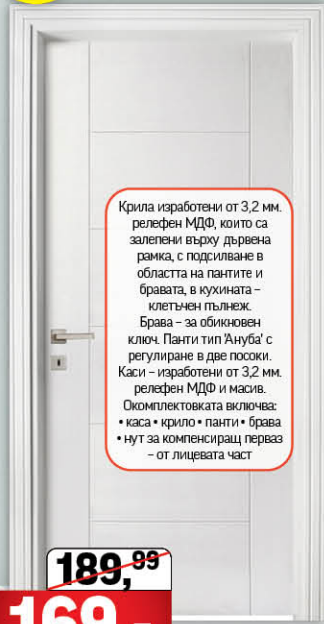 Крила изработени от 3,2 мм.
релефен МДФ, които са
залепени върху дървена
рамка, с подсилване в
областта на пантите и
бравата, в кухината –
клетъчен пълнеж.
Брава – за обикновен
ключ. Панти тип 'Ануба' с
регулиране в две посоки.
Каси – изработени от 3,2 мм.
релефен МДФ и масив.
Окомплектовката включва:
• каса • крило • панти • брава
• нут за компенсиращ перваз
– от лицевата част
189,99
169,-